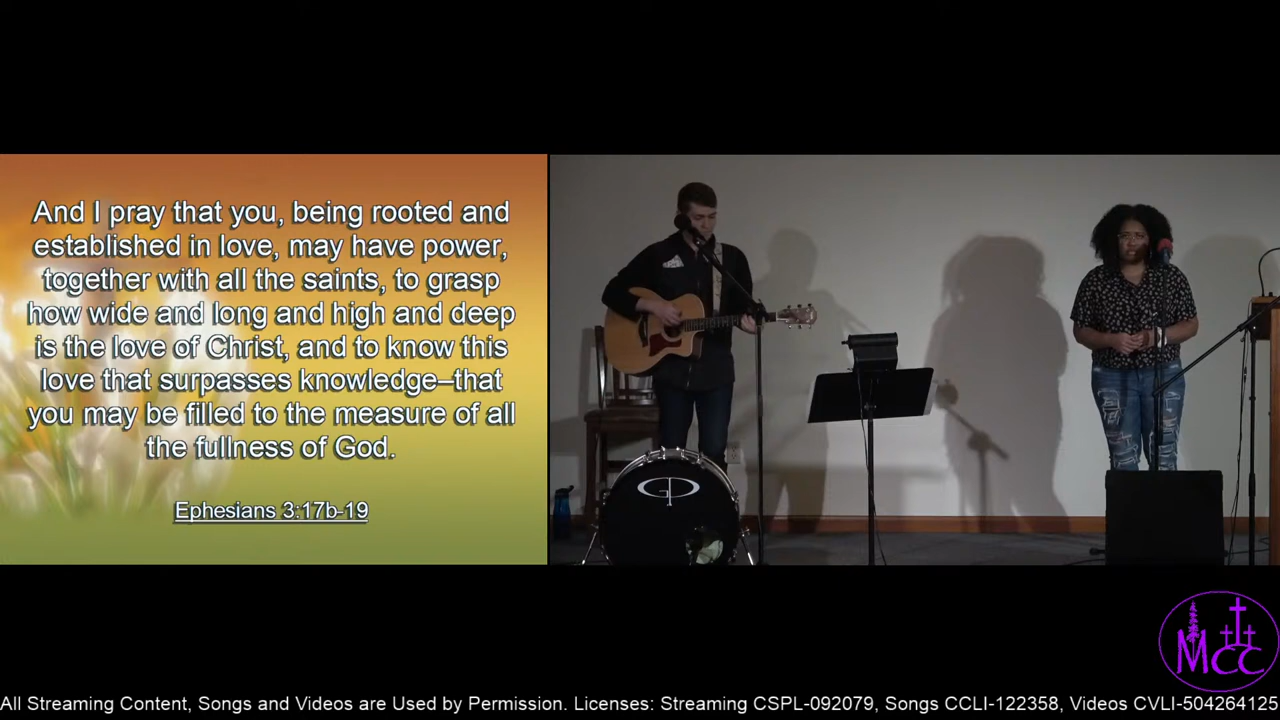 And I pray that you, being rooted and
established in love, may have power,
together with all the saints, to grasp
how wide and long and high and deep
is the love of Christ, and to know this
love that surpasses knowledge–that
you may be filled to the measure of all
the fullness of God.
Ephesians 3:17b-19
GP
MCC
All Streaming Content, Songs and Videos are Used by Permission. Licenses: Streaming CSPL-092079, Songs CCLI-122358, Videos CVLI-504264125